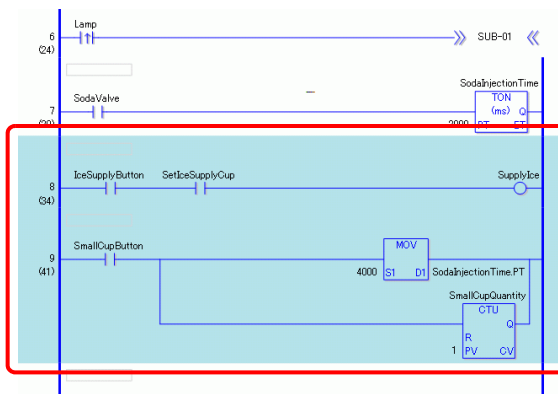 Lamp
6 SUB-01
(24)
SodaInjectionTime
SodaValve TON
7 (ms) Q
2000 PT ET
IceSupplyButton SetIceSupplyCup SupplyIce
8
(34)
SmallCupButton MOV
9
(41) 4000 S1 D1 SodaInjectionTime.PT
SmallCupQuantity
CTU
Q
R
1 PV CV